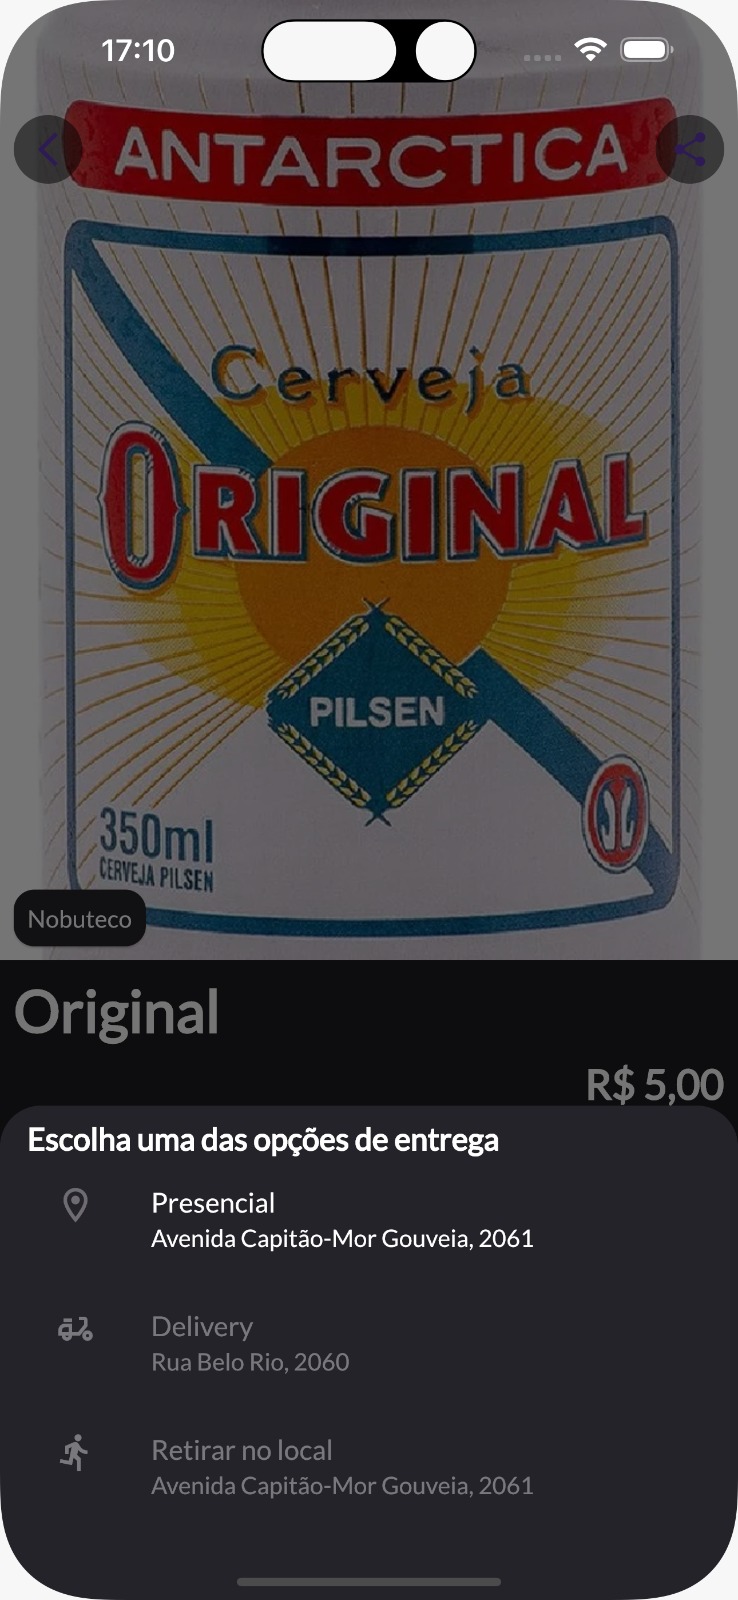 17:10
ANTARCTICA
Cerveja
ORIGINAL
PILSEN
350ml
CERVEJA PILSEN
Nobuteco
Original
R$ 5,00
Escolha uma das opções de entrega
Presencial
Avenida Capitão-Mor Gouveia, 2061
Delivery
Rua Belo Rio, 2060
Retirar no local
Avenida Capitão-Mor Gouveia, 2061